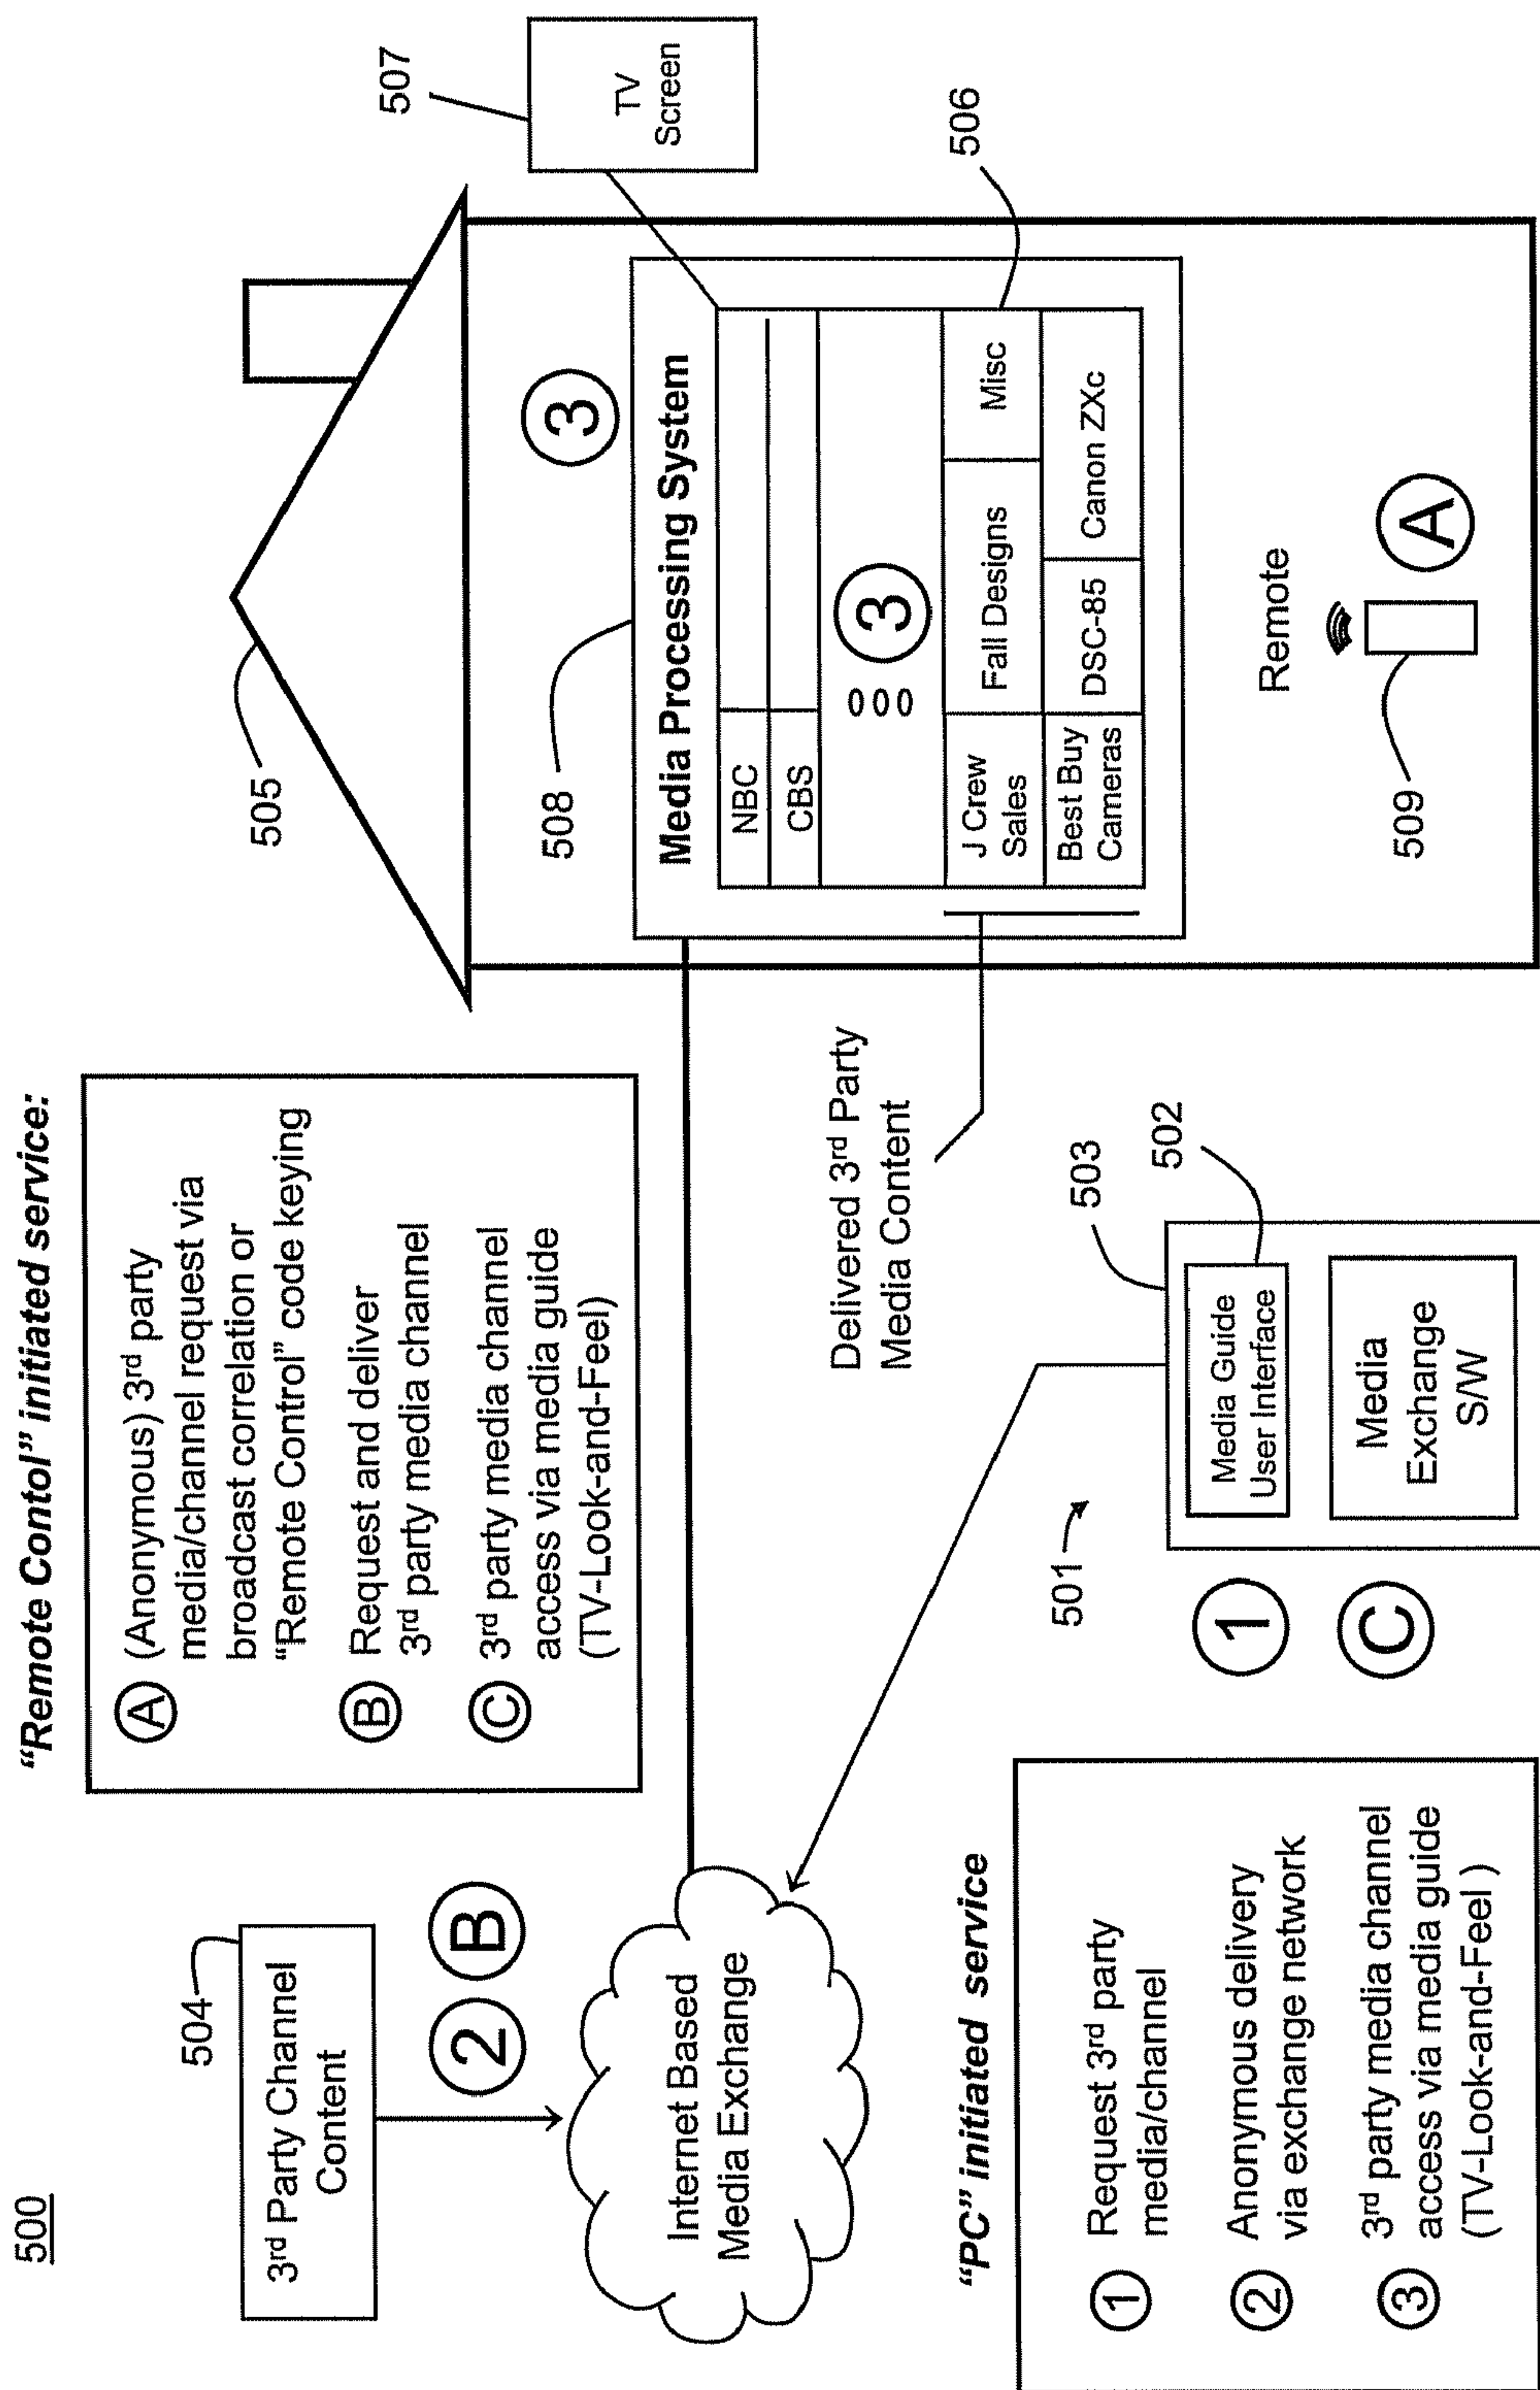 500
"Remote Contol" initiated service:
504
3rd Party Channel
Content
2
B
Internet Based
Media Exchange
A
(Anonymous) 3rd party
media/channel request via
broadcast correlation or
"Remote Control" code keying
B
Request and deliver
3rd party media channel
C
3rd party media channel
access via media guide
(TV-Look-and-Feel)
505
507
TV
Screen
508
3
Media Processing System
NBC
CBS
3
J Crew
Sales
Fall Designs
Misc
Best Buy
Cameras
DSC-85
Canon ZXc
506
Remote
509
A
Delivered 3rd Party
Media Content
"PC" initiated service
1
Request 3rd party
media/channel
2
Anonymous delivery
via exchange network
3
3rd party media channel
access via media guide
(TV-Look-and-Feel )
501
503
502
Media Guide
User Interface
Media
Exchange
S/W
1
C